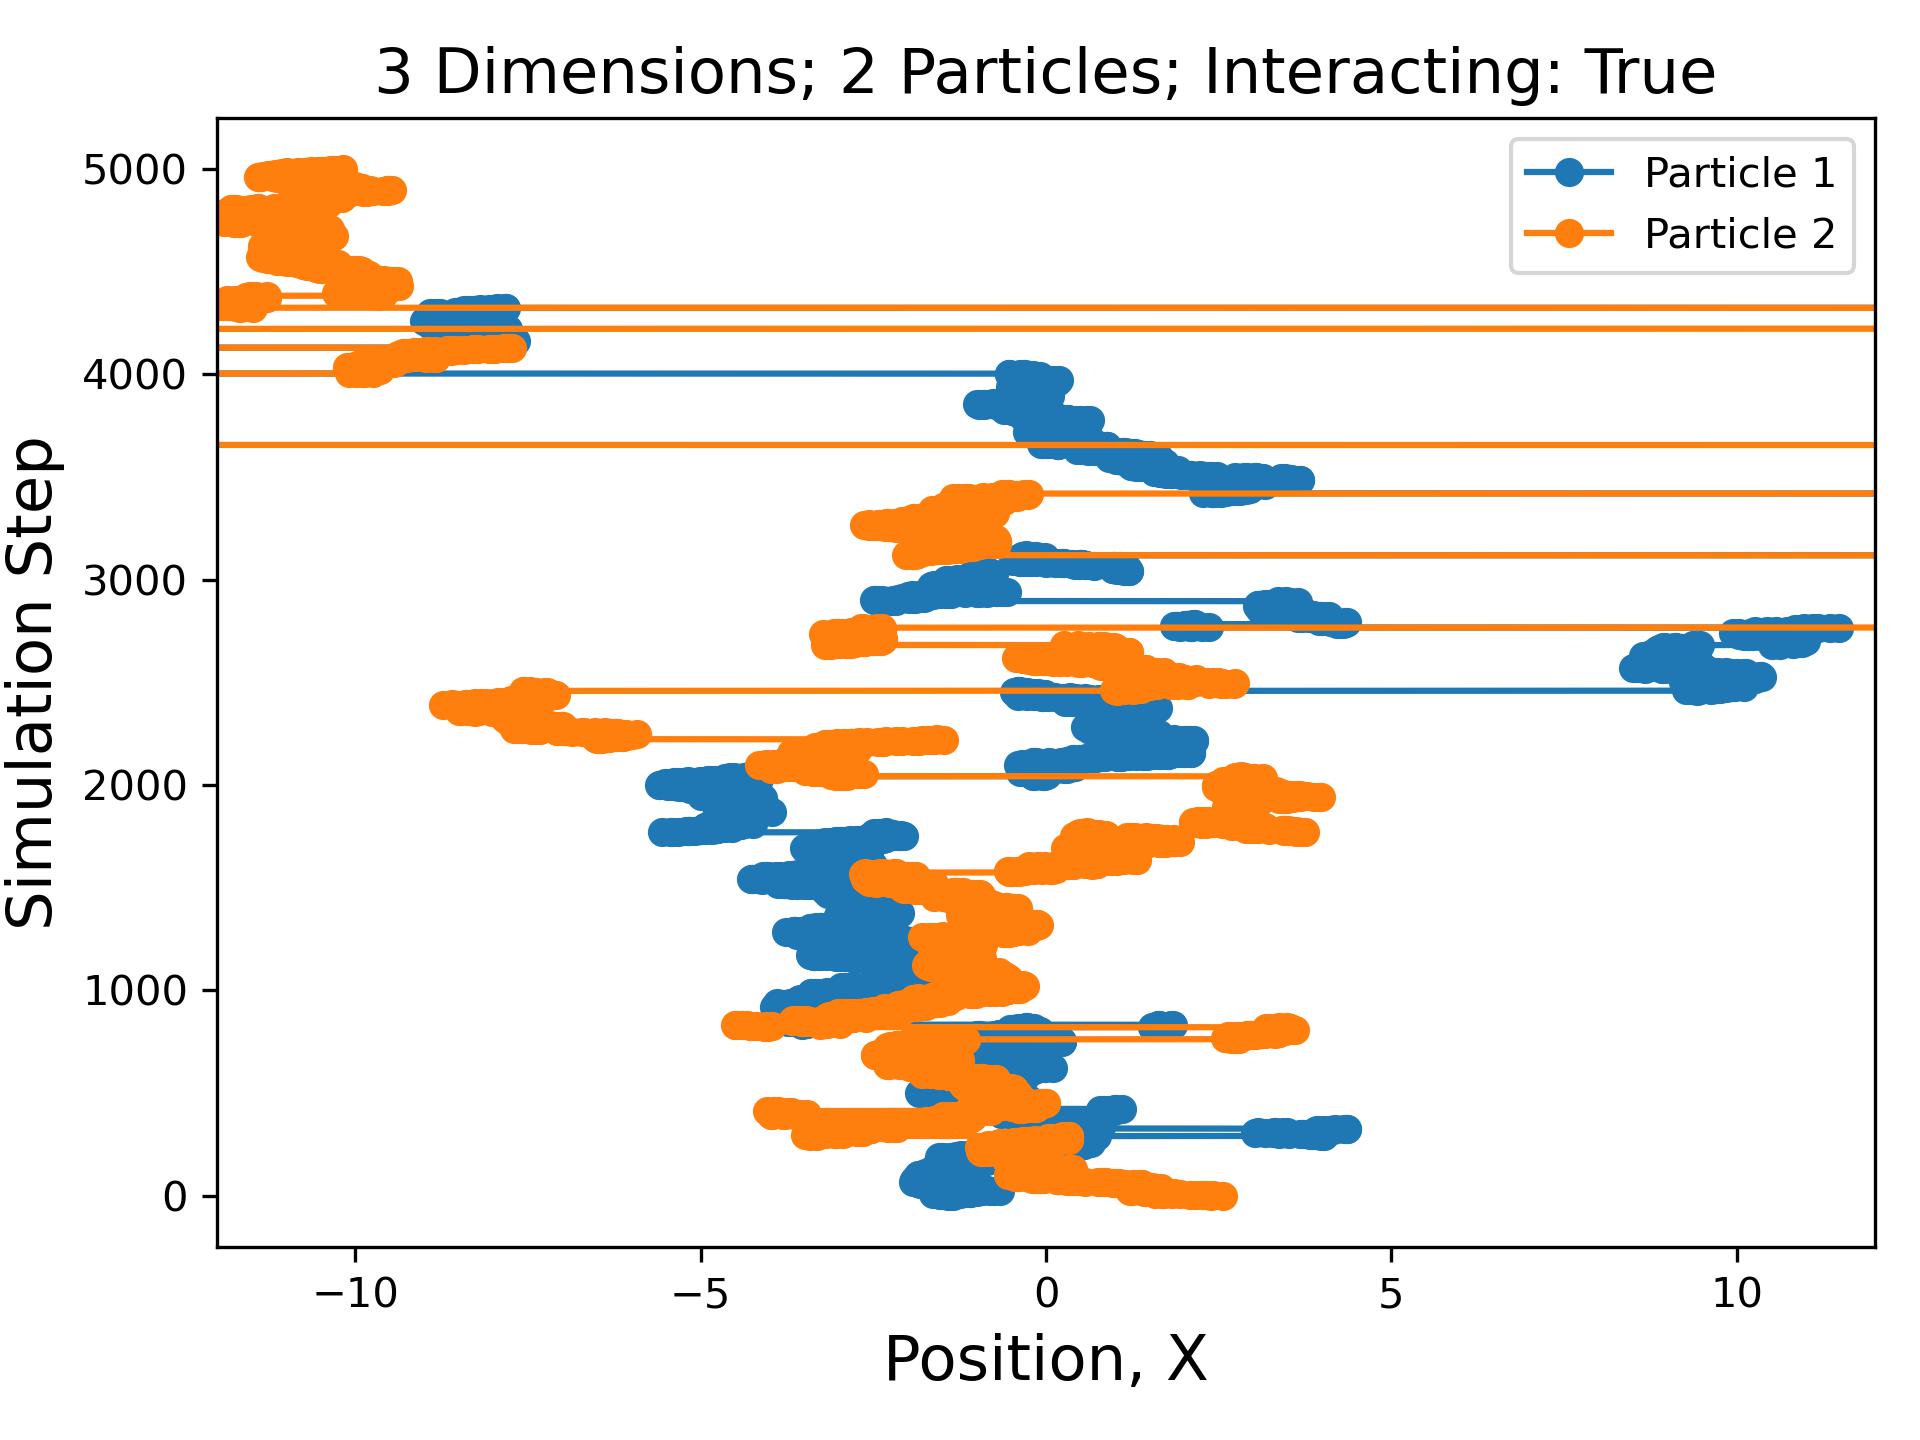 3 Dimensions; 2 Particles; Interacting: True
Particle 1
Particle 2
5000
4000
3000
2000
1000
0
Simulation Step
−10
−5
0
5
10
Position, X